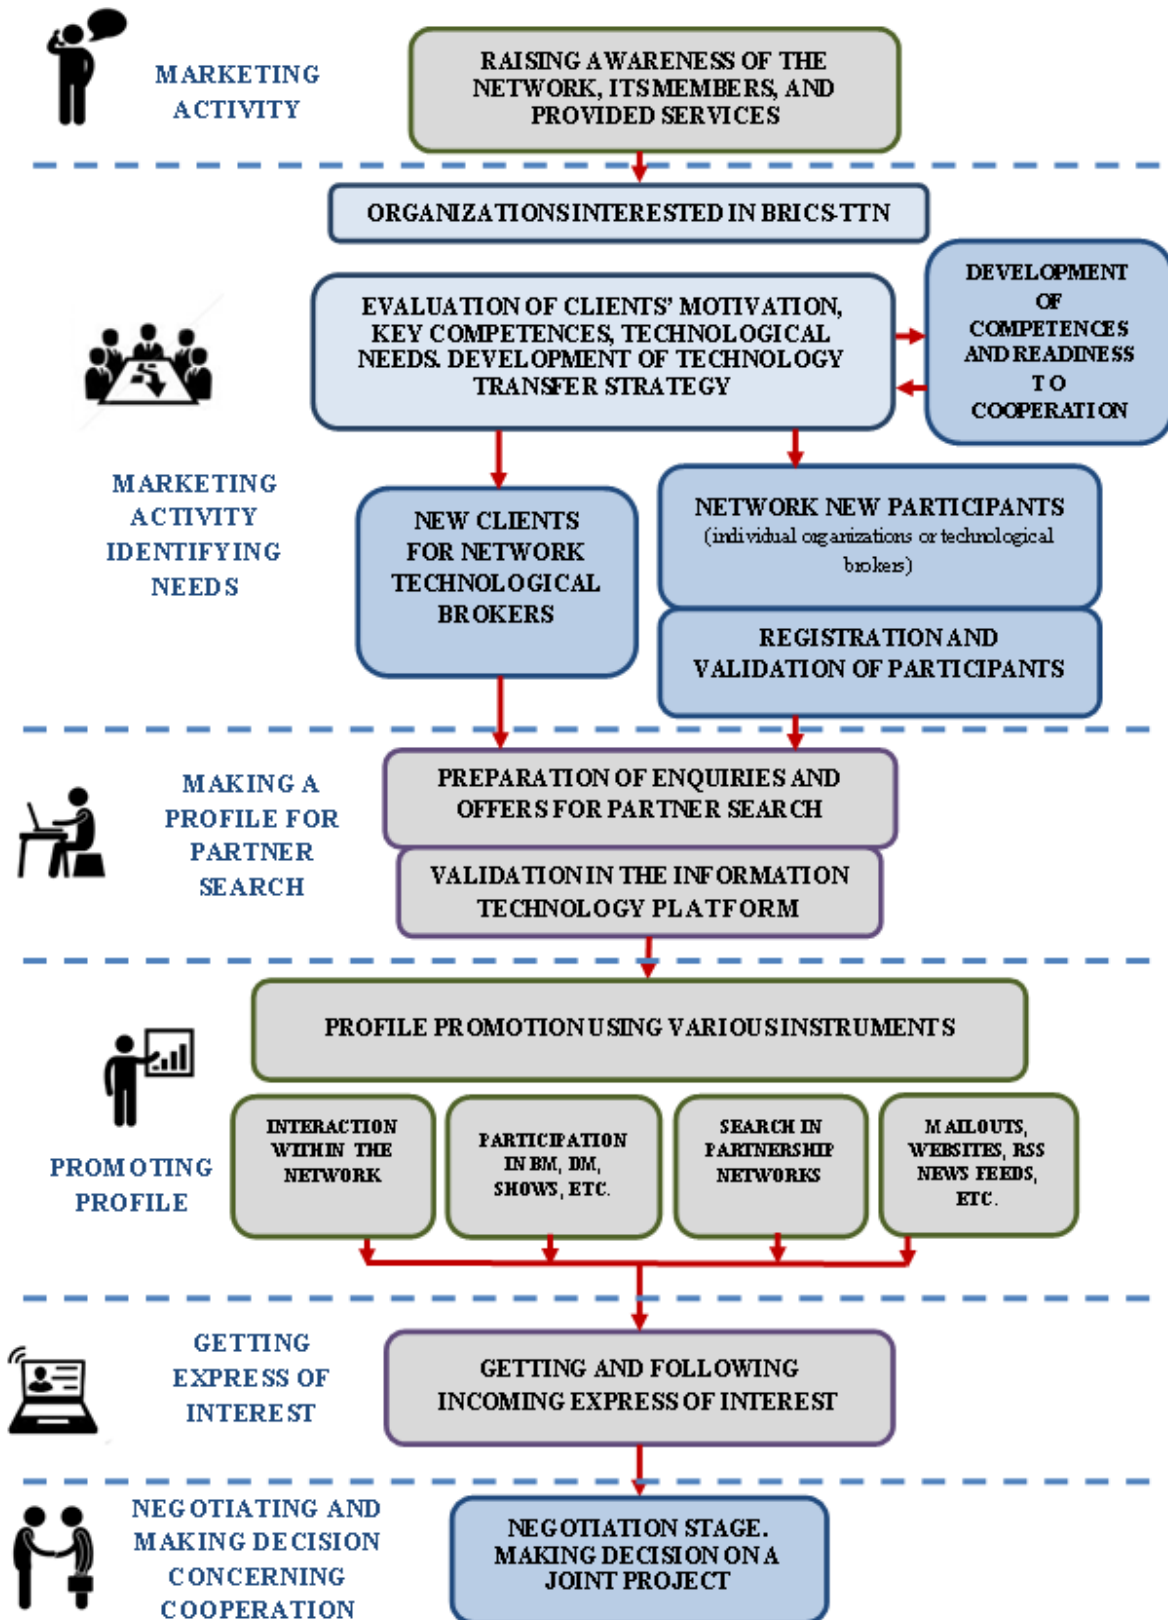 MARKETING
ACTIVITY
RAISING AWARENESS OF THE
NETWORK, ITS MEMBERS, AND
PROVIDED SERVICES
ORGANIZATIONS INTERESTED IN BRICS-TTN
EVALUATION OF CLIENTS’ MOTIVATION,
KEY COMPETENCES, TECHNOLOGICAL
NEEDS. DEVELOPMENT OF TECHNOLOGY
TRANSFER STRATEGY
DEVELOPMENT
OF
COMPETENCES
AND READINESS
TO
COOPERATION
MARKETING
ACTIVITY
IDENTIFYING
NEEDS
NEW CLIENTS
FOR NETWORK
TECHNOLOGICAL
BROKERS
NETWORK NEW PARTICIPANTS
(individual organizations or technological
brokers)
REGISTRATION AND
VALIDATION OF PARTICIPANTS
MAKING A
PROFILE FOR
PARTNER
SEARCH
PREPARATION OF ENQUIRIES AND
OFFERS FOR PARTNER SEARCH
VALIDATION IN THE INFORMATION
TECHNOLOGY PLATFORM
PROFILE PROMOTION USING VARIOUS INSTRUMENTS
PROMOTING
PROFILE
INTERACTION
WITHIN THE
NETWORK
PARTICIPATION
IN BM, DM,
SHOWS, ETC.
SEARCH IN
PARTNERSHIP
NETWORKS
MAILOUTS,
WEBSITES, RSS
NEWS FEEDS,
ETC.
GETTING
EXPRESS OF
INTEREST
GETTING AND FOLLOWING
INCOMING EXPRESS OF INTEREST
NEGOTIATING AND
MAKING DECISION
CONCERNING
COOPERATION
NEGOTIATION STAGE.
MAKING DECISION ON A
JOINT PROJECT